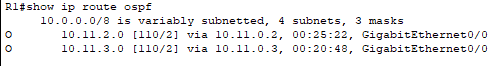 R1#show ip route ospf
10.0.0.0/8 is variably subnetted, 4 subnets, 3 masks
O 10.11.2.0 [110/2] via 10.11.0.2, 00:25:22, GigabitEthernet0/0
O 10.11.3.0 [110/2] via 10.11.0.3, 00:20:48, GigabitEthernet0/0